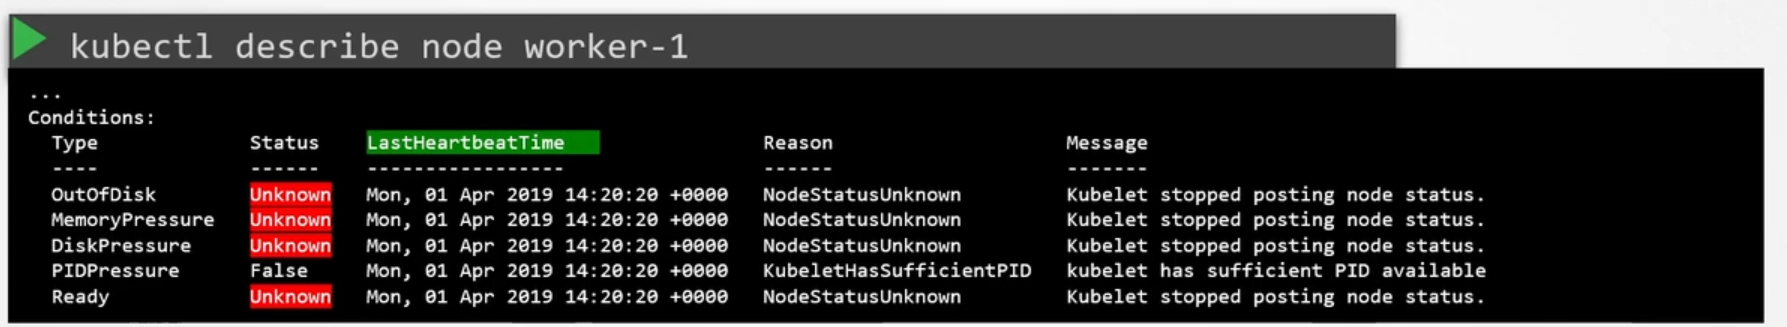 kubectl describe node worker-1
...
Conditions:
Type Status LastHeartbeatTime Reason Message
---- ------ ----------------- ------ -------
OutOfDisk Unknown Mon, 01 Apr 2019 14:20:20 +0000 NodeStatusUnknown Kubelet stopped posting node status.
MemoryPressure Unknown Mon, 01 Apr 2019 14:20:20 +0000 NodeStatusUnknown Kubelet stopped posting node status.
DiskPressure Unknown Mon, 01 Apr 2019 14:20:20 +0000 NodeStatusUnknown Kubelet stopped posting node status.
PIDPressure False Mon, 01 Apr 2019 14:20:20 +0000 KubeletHasSufficientPID kubelet has sufficient PID available
Ready Unknown Mon, 01 Apr 2019 14:20:20 +0000 NodeStatusUnknown Kubelet stopped posting node status.